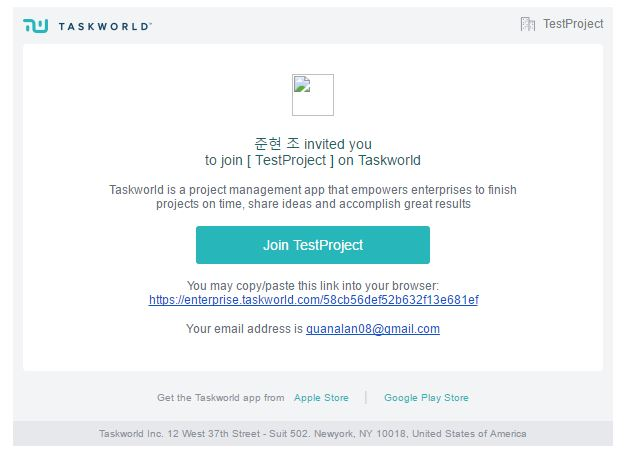 TASKWORLD™
TestProject
준현 조 invited you
to join [ TestProject ] on Taskworld
Taskworld is a project management app that empowers enterprises to finish
projects on time, share ideas and accomplish great results
Join TestProject
You may copy/paste this link into your browser:
https://enterprise.taskworld.com/58cb56def52b632f13e681ef
Your email address is guanalan08@gmail.com
Get the Taskworld app from Apple Store | Google Play Store
Taskworld Inc. 12 West 37th Street - Suit 502. Newyork, NY 10018, United States of America